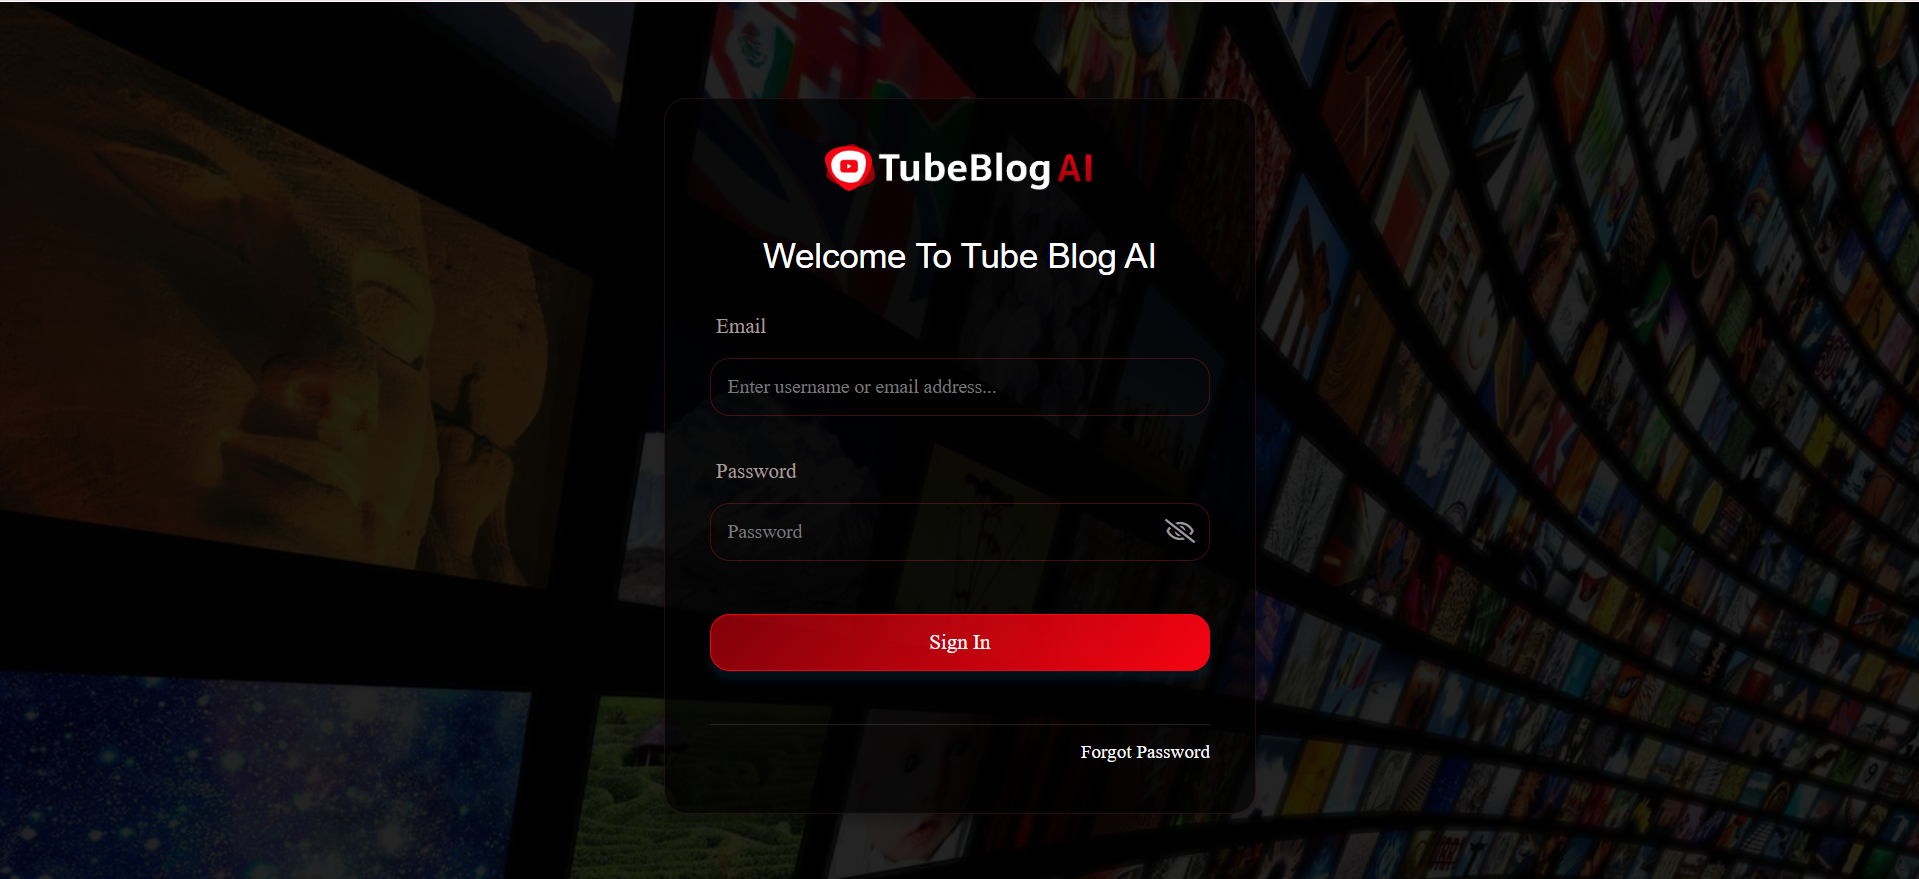 TubeBlog AI
Welcome To Tube Blog AI
Email
Enter username or email address...
Password
Password
Sign In
Forgot Password